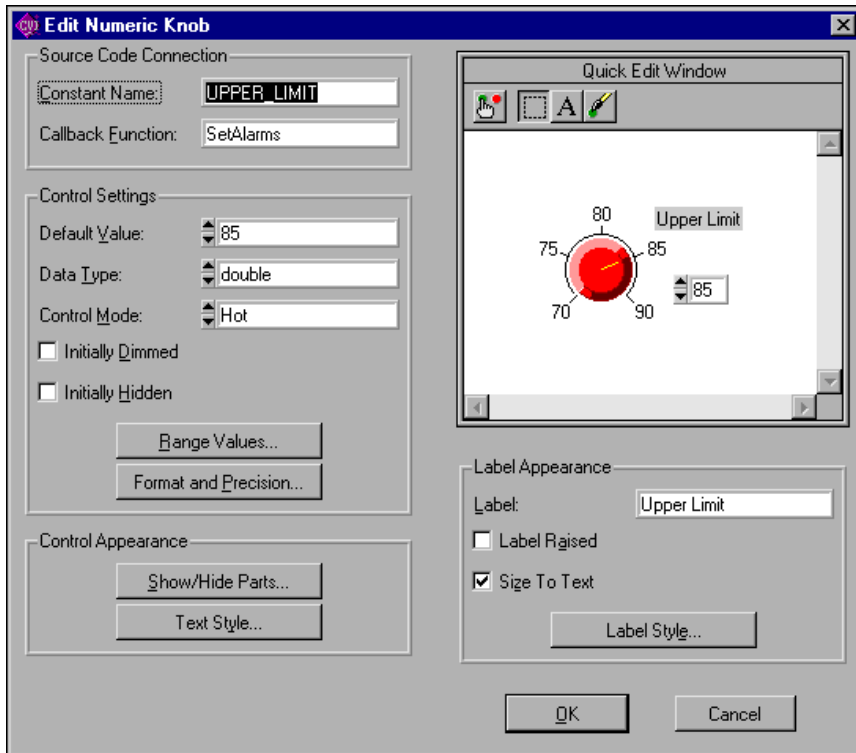 CVI Edit Numeric Knob
Source Code Connection
Constant Name: UPPER_LIMIT
Callback Function: SetAlarms
Control Settings
Default Value: 85
Data Type: double
Control Mode: Hot
Initially Dimmed
Initially Hidden
Range Values...
Format and Precision...
Control Appearance
Show/Hide Parts...
Text Style...
Quick Edit Window
A
80
Upper Limit
75
85
85
70
90
Label Appearance
Label: Upper Limit
Label Raised
Size To Text
Label Style...
OK
Cancel